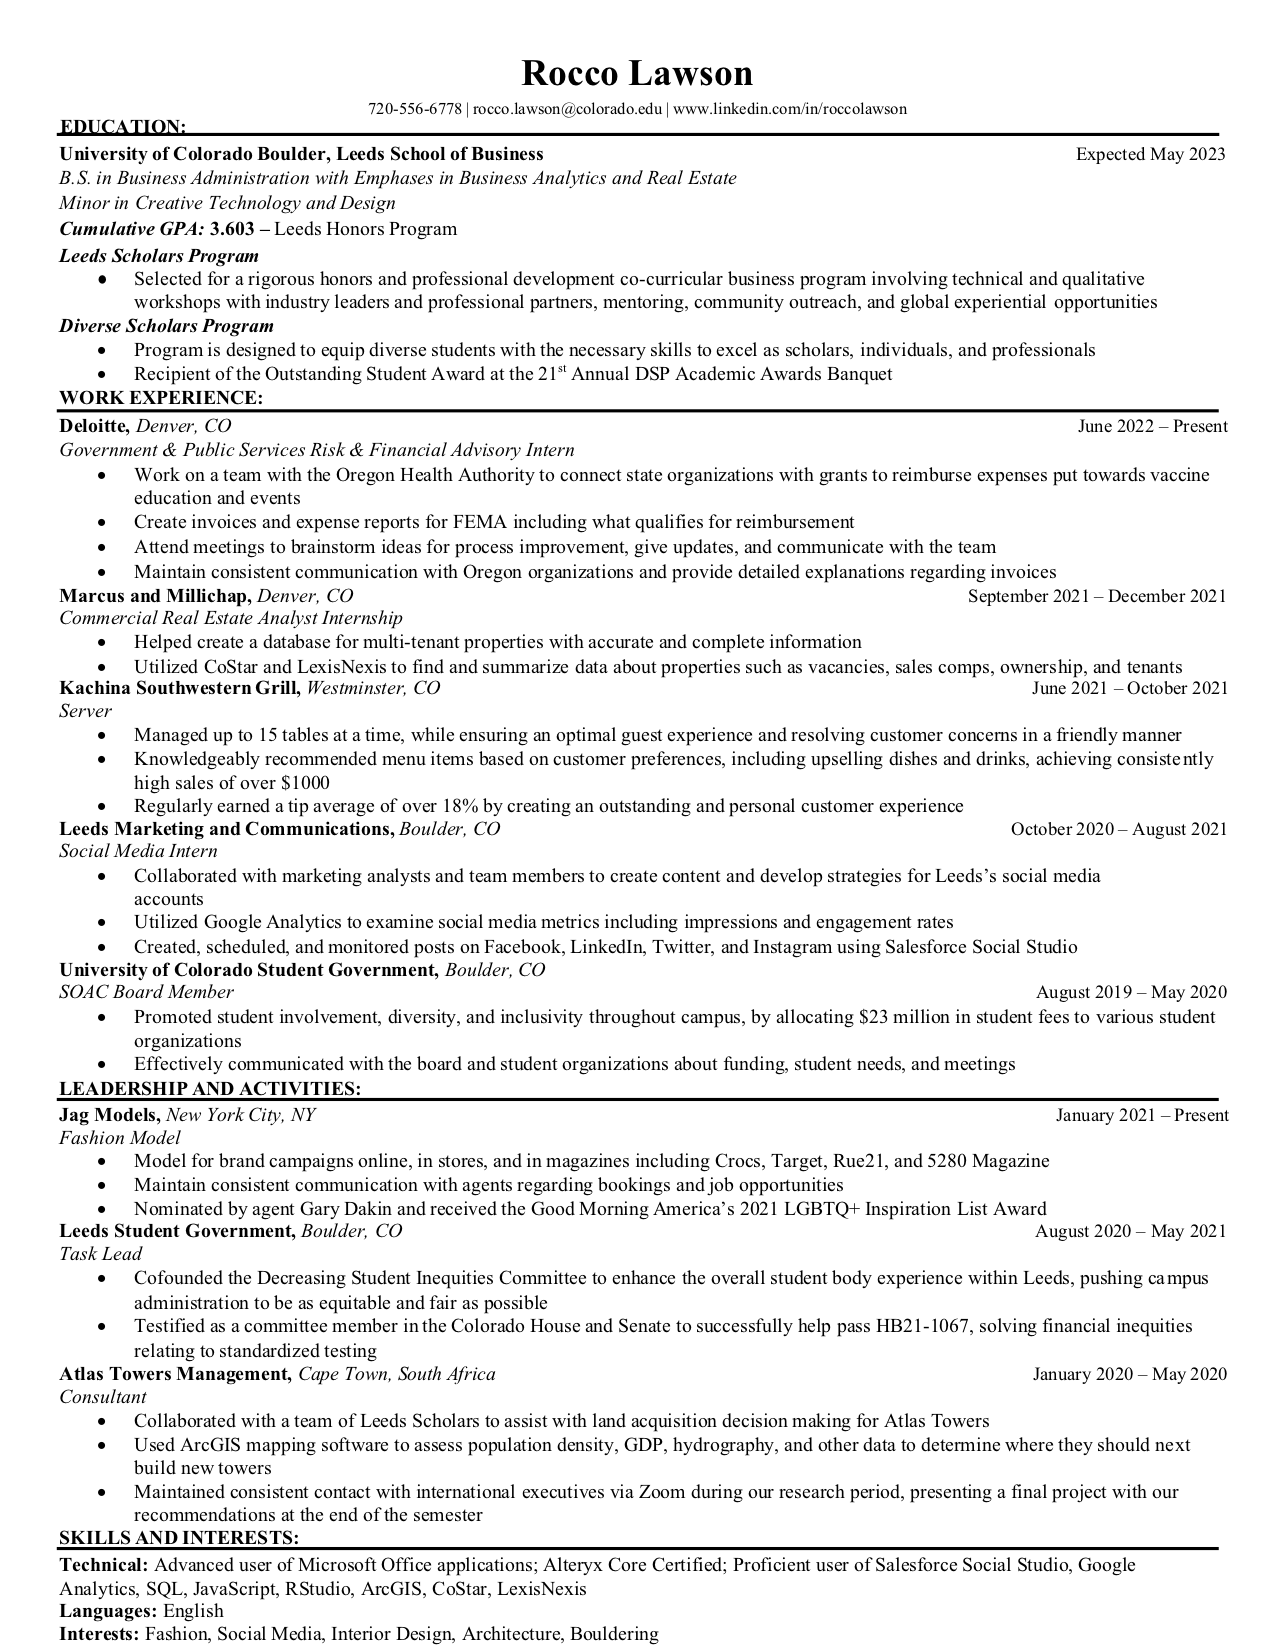 Rocco Lawson
720-556-6778 | rocco.lawson@colorado.edu | www.linkedin.com/in/roccolawson
EDUCATION:
University of Colorado Boulder, Leeds School of Business Expected May 2023
B.S. in Business Administration with Emphases in Business Analytics and Real Estate
Minor in Creative Technology and Design
Cumulative GPA: 3.603 – Leeds Honors Program
Leeds Scholars Program
• Selected for a rigorous honors and professional development co-curricular business program involving technical and qualitative
workshops with industry leaders and professional partners, mentoring, community outreach, and global experiential opportunities
Diverse Scholars Program
• Program is designed to equip diverse students with the necessary skills to excel as scholars, individuals, and professionals
• Recipient of the Outstanding Student Award at the 21st Annual DSP Academic Awards Banquet
WORK EXPERIENCE:
Deloitte, Denver, CO June 2022 – Present
Government & Public Services Risk & Financial Advisory Intern
• Work on a team with the Oregon Health Authority to connect state organizations with grants to reimburse expenses put towards vaccine
education and events
• Create invoices and expense reports for FEMA including what qualifies for reimbursement
• Attend meetings to brainstorm ideas for process improvement, give updates, and communicate with the team
• Maintain consistent communication with Oregon organizations and provide detailed explanations regarding invoices
Marcus and Millichap, Denver, CO September 2021 – December 2021
Commercial Real Estate Analyst Internship
• Helped create a database for multi-tenant properties with accurate and complete information
• Utilized CoStar and LexisNexis to find and summarize data about properties such as vacancies, sales comps, ownership, and tenants
Kachina Southwestern Grill, Westminster, CO June 2021 – October 2021
Server
• Managed up to 15 tables at a time, while ensuring an optimal guest experience and resolving customer concerns in a friendly manner
• Knowledgeably recommended menu items based on customer preferences, including upselling dishes and drinks, achieving consistently
high sales of over $1000
• Regularly earned a tip average of over 18% by creating an outstanding and personal customer experience
Leeds Marketing and Communications, Boulder, CO October 2020 – August 2021
Social Media Intern
• Collaborated with marketing analysts and team members to create content and develop strategies for Leeds’s social media
accounts
• Utilized Google Analytics to examine social media metrics including impressions and engagement rates
• Created, scheduled, and monitored posts on Facebook, LinkedIn, Twitter, and Instagram using Salesforce Social Studio
University of Colorado Student Government, Boulder, CO
SOAC Board Member August 2019 – May 2020
• Promoted student involvement, diversity, and inclusivity throughout campus, by allocating $23 million in student fees to various student
organizations
• Effectively communicated with the board and student organizations about funding, student needs, and meetings
LEADERSHIP AND ACTIVITIES:
Jag Models, New York City, NY January 2021 – Present
Fashion Model
• Model for brand campaigns online, in stores, and in magazines including Crocs, Target, Rue21, and 5280 Magazine
• Maintain consistent communication with agents regarding bookings and job opportunities
• Nominated by agent Gary Dakin and received the Good Morning America’s 2021 LGBTQ+ Inspiration List Award
Leeds Student Government, Boulder, CO August 2020 – May 2021
Task Lead
• Cofounded the Decreasing Student Inequities Committee to enhance the overall student body experience within Leeds, pushing campus
administration to be as equitable and fair as possible
• Testified as a committee member in the Colorado House and Senate to successfully help pass HB21-1067, solving financial inequities
relating to standardized testing
Atlas Towers Management, Cape Town, South Africa January 2020 – May 2020
Consultant
• Collaborated with a team of Leeds Scholars to assist with land acquisition decision making for Atlas Towers
• Used ArcGIS mapping software to assess population density, GDP, hydrography, and other data to determine where they should next
build new towers
• Maintained consistent contact with international executives via Zoom during our research period, presenting a final project with our
recommendations at the end of the semester
SKILLS AND INTERESTS:
Technical: Advanced user of Microsoft Office applications; Alteryx Core Certified; Proficient user of Salesforce Social Studio, Google
Analytics, SQL, JavaScript, RStudio, ArcGIS, CoStar, LexisNexis
Languages: English
Interests: Fashion, Social Media, Interior Design, Architecture, Bouldering